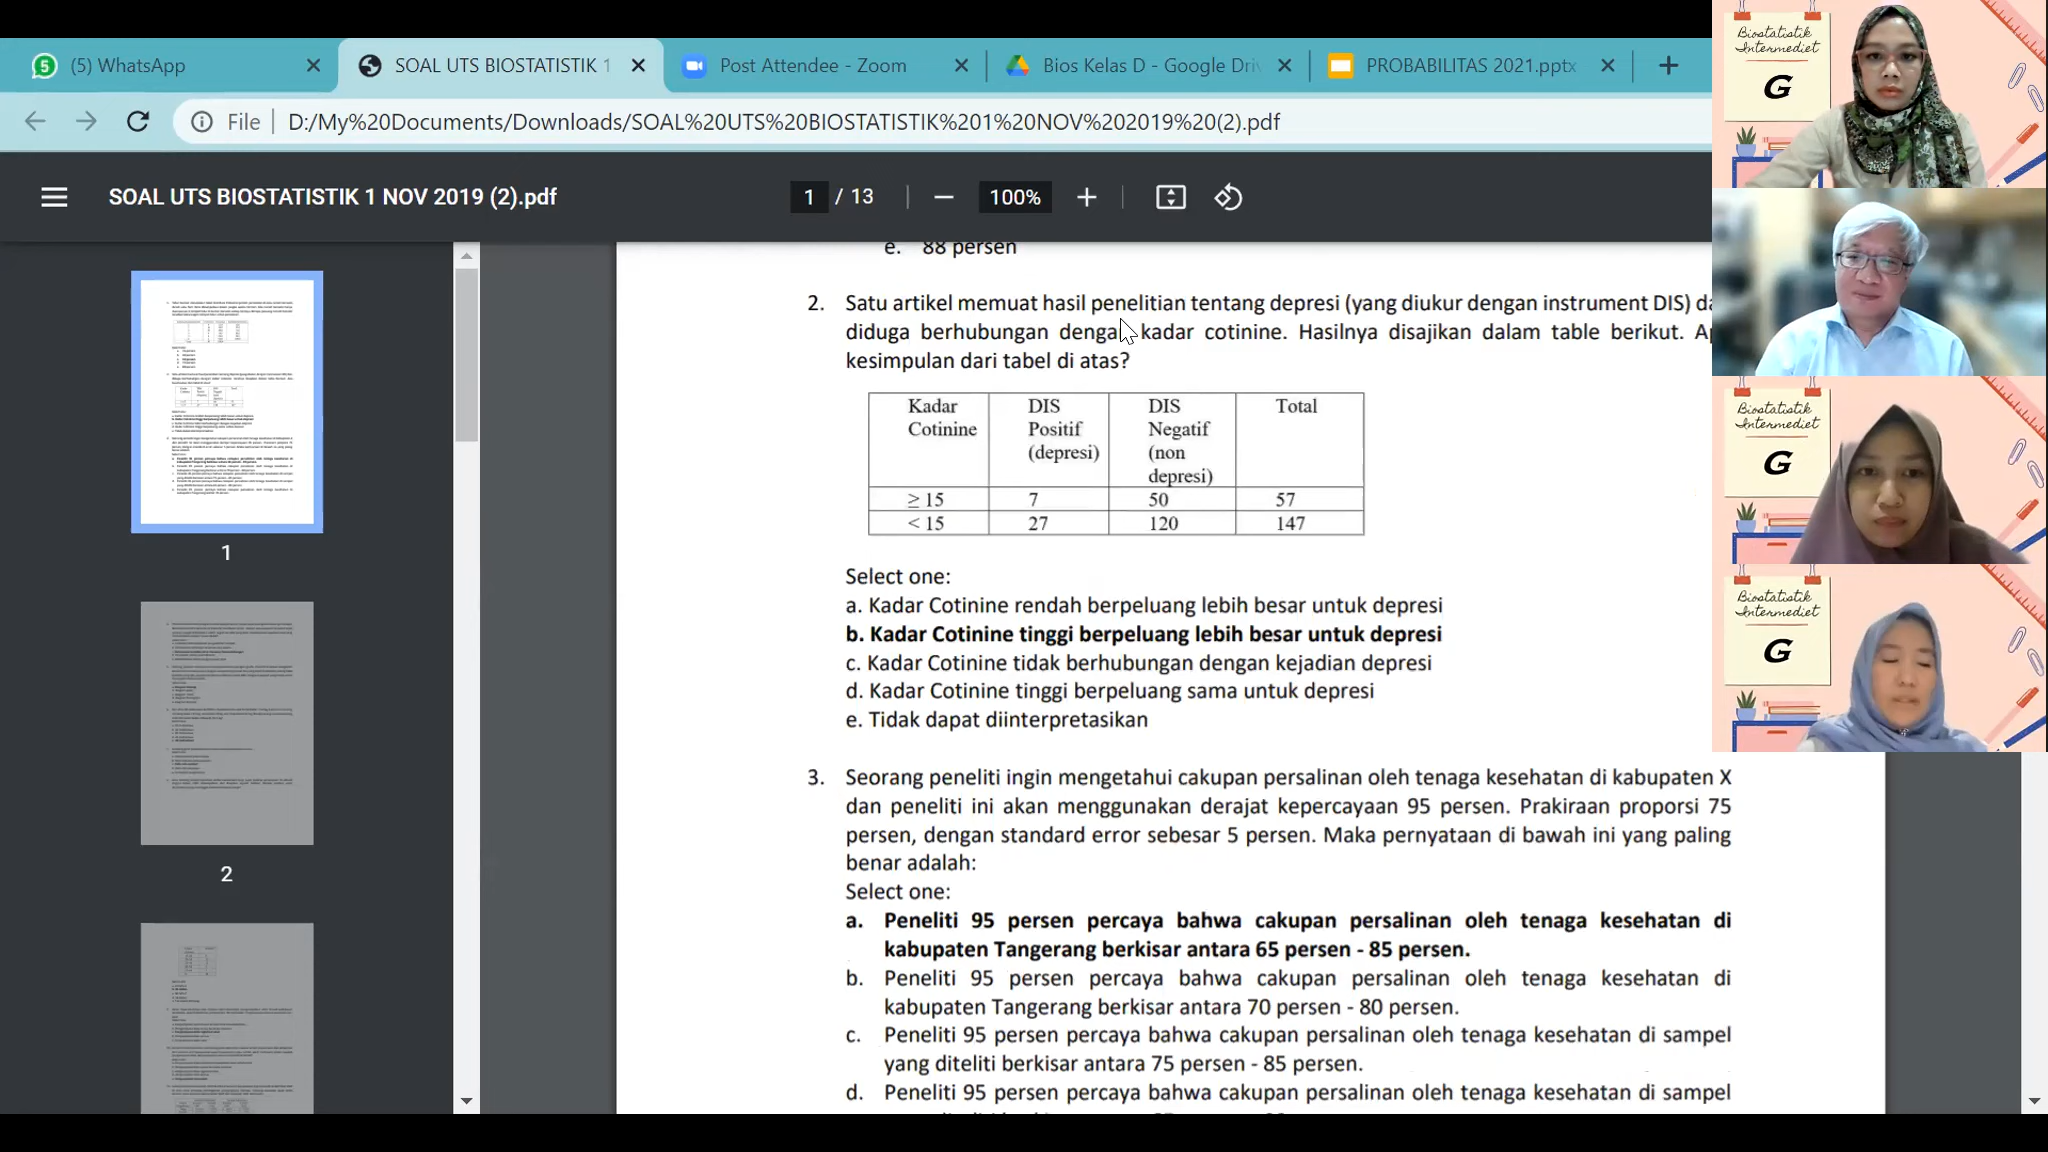 (5) WhatsApp
SOAL UTS BIOSTATISTIK 1
Post Attendee - Zoom
Bios Kelas D - Google Driv
PROBABILITAS 2021.pptx
File
D:/My%20Documents/Downloads/SOAL%20UTS%20BIOSTATISTIK%201%20NOV%202019%20(2).pdf
SOAL UTS BIOSTATISTIK 1 NOV 2019 (2).pdf
1 / 13
100%
1
2
e. 88 persen
2. Satu artikel memuat hasil penelitian tentang depresi (yang diukur dengan instrument DIS) da
diduga berhubungan dengan kadar cotinine. Hasilnya disajikan dalam table berikut. Ap
kesimpulan dari tabel di atas?
Kadar Cotinine | DIS Positif (depresi) | DIS Negatif (non depresi) | Total
≥ 15 | 7 | 50 | 57
< 15 | 27 | 120 | 147
Select one:
a. Kadar Cotinine rendah berpeluang lebih besar untuk depresi
b. Kadar Cotinine tinggi berpeluang lebih besar untuk depresi
c. Kadar Cotinine tidak berhubungan dengan kejadian depresi
d. Kadar Cotinine tinggi berpeluang sama untuk depresi
e. Tidak dapat diinterpretasikan
3. Seorang peneliti ingin mengetahui cakupan persalinan oleh tenaga kesehatan di kabupaten X
dan peneliti ini akan menggunakan derajat kepercayaan 95 persen. Prakiraan proporsi 75
persen, dengan standard error sebesar 5 persen. Maka pernyataan di bawah ini yang paling
benar adalah:
Select one:
a. Peneliti 95 persen percaya bahwa cakupan persalinan oleh tenaga kesehatan di
kabupaten Tangerang berkisar antara 65 persen - 85 persen.
b. Peneliti 95 persen percaya bahwa cakupan persalinan oleh tenaga kesehatan di
kabupaten Tangerang berkisar antara 70 persen - 80 persen.
c. Peneliti 95 persen percaya bahwa cakupan persalinan oleh tenaga kesehatan di sampel
yang diteliti berkisar antara 75 persen - 85 persen.
d. Peneliti 95 persen percaya bahwa cakupan persalinan oleh tenaga kesehatan di sampel
Biostatistik
Intermediet
G
Biostatistik
Intermediet
G
Biostatistik
Intermediet
G